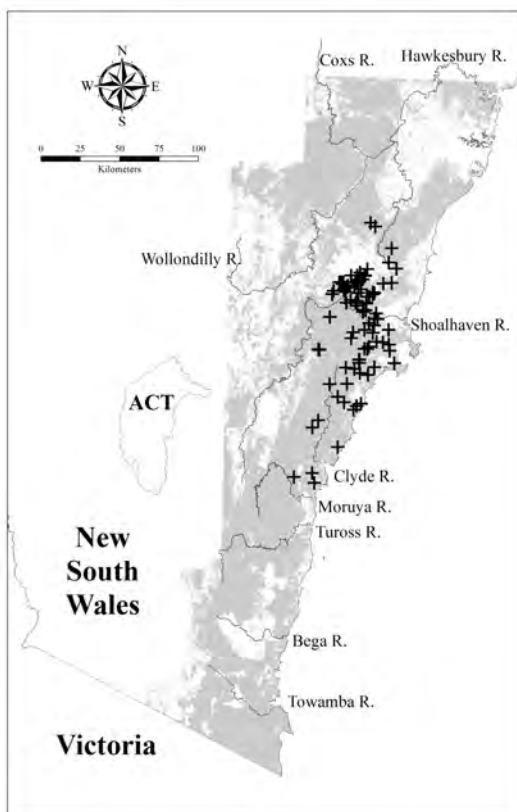 Coxs R.
Hawkesbury R.
N
W
E
S
0 25 50 75 100
Kilometers
Wollondilly R.
Shoalhaven R.
ACT
Clyde R.
Moruya R.
Tuross R.
New
South
Wales
Bega R.
Towamba R.
Victoria